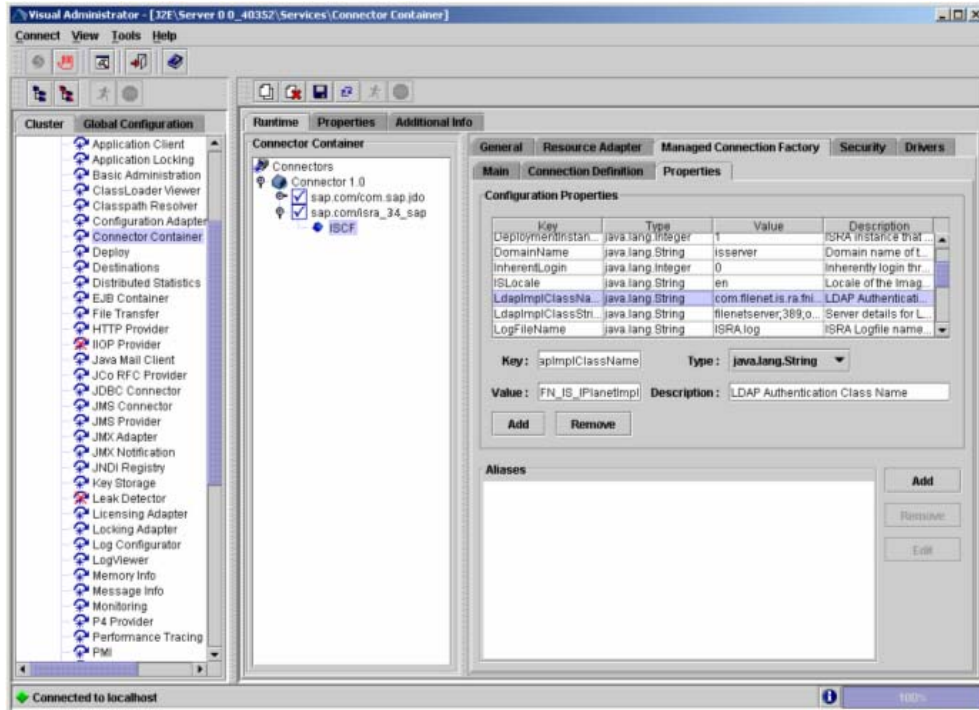 Visual Administrator - [J2E\Server 0 0_40352\Services\Connector Container]
Connect View Tools Help
Cluster Global Configuration
Application Client
Application Locking
Basic Administration
ClassLoader Viewer
Classpath Resolver
Configuration Adapter
Connector Container
Deploy
Destinations
Distributed Statistics
EJB Container
File Transfer
HTTP Provider
IIOP Provider
Java Mail Client
JCo RFC Provider
JDBC Connector
JMS Connector
JMS Provider
JMX Adapter
JMX Notification
JNDI Registry
Key Storage
Leak Detector
Licensing Adapter
Locking Adapter
Log Configurator
LogViewer
Memory Info
Message Info
Monitoring
P4 Provider
Performance Tracing
PMI
Runtime Properties Additional Info
Connector Container
Connectors
Connector 1.0
sap.com/com.sap.jdo
sap.com/isra_34_sap
ISCF
General Resource Adapter Managed Connection Factory Security Drivers
Main Connection Definition Properties
Configuration Properties
Key Type Value Description
DeploymentInstan... java.lang.Integer 1 ISRA instance that ...
DomainName java.lang.String isserver Domain name of t...
InherentLogin java.lang.Integer 0 Inherently login thr...
ISLocale java.lang.String en Locale of the Imag...
LdapImplClassNa... java.lang.String com.filenet.is.ra.fni... LDAP Authenticati...
LdapImplClassStri... java.lang.String filenetserver;389;o... Server details for L...
LogFileName java.lang.String ISRA.log ISRA Logfile name...
Key : apImplClassName Type : java.lang.String
Value : FN_IS_IPlanetImpl Description : LDAP Authentication Class Name
Add Remove
Aliases
Add
Remove
Edit
Connected to localhost
100%